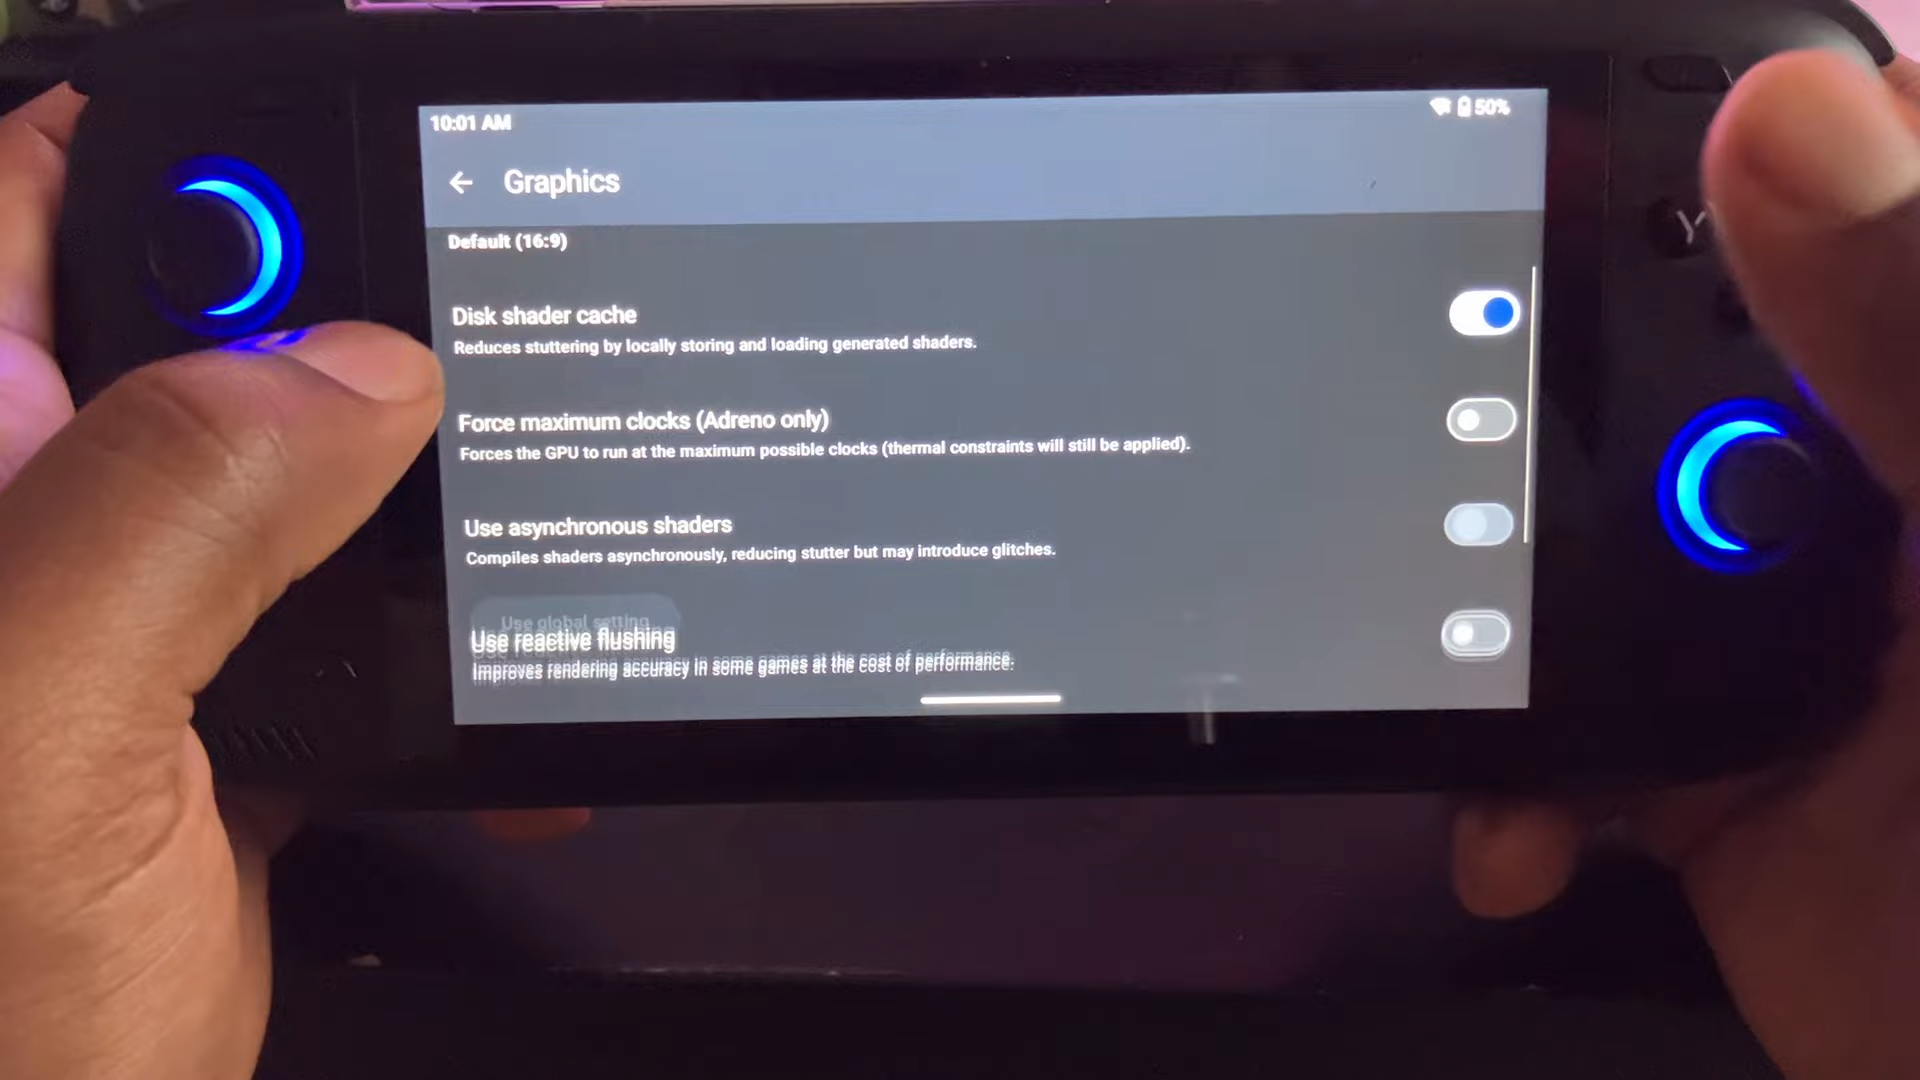 10:01 AM
50%
Graphics
Default (16:9)
Disk shader cache
Reduces stuttering by locally storing and loading generated shaders.
Force maximum clocks (Adreno only)
Forces the GPU to run at the maximum possible clocks (thermal constraints will still be applied).
Use asynchronous shaders
Compiles shaders asynchronously, reducing stutter but may introduce glitches.
Use global setting
Use reactive flushing
Improves rendering accuracy in some games at the cost of performance.
Y